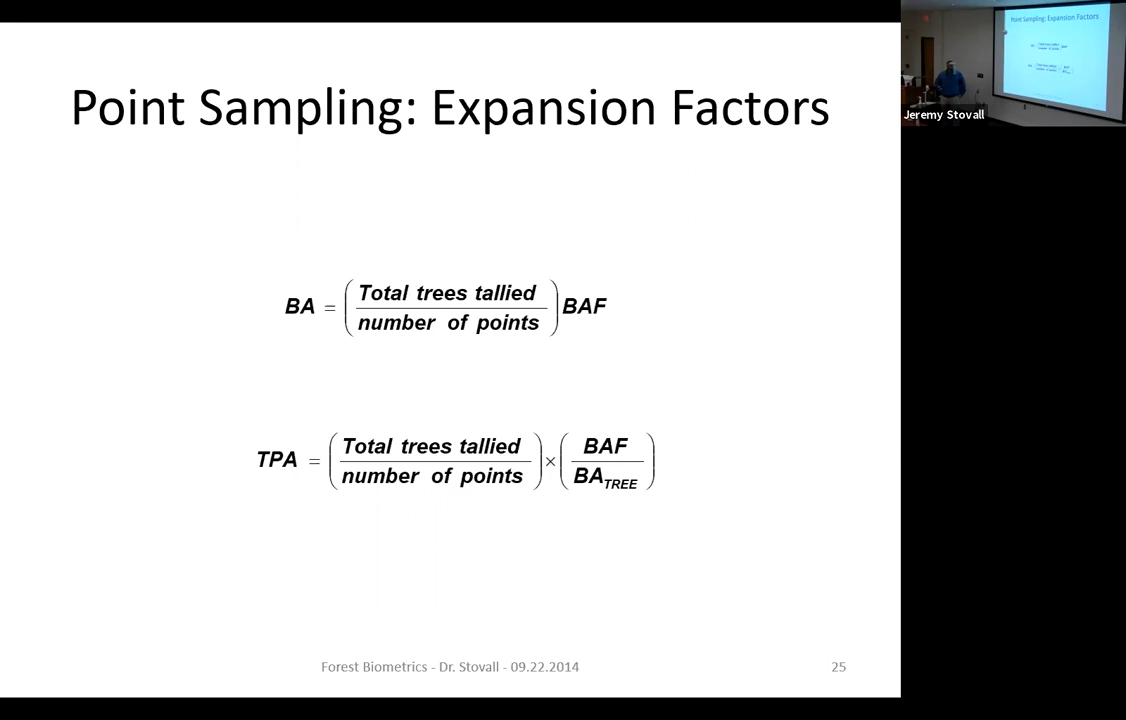 Point Sampling: Expansion Factors
BA = (Total trees tallied / number of points) BAF
TPA = (Total trees tallied / number of points) × (BAF / BA_TREE)
Forest Biometrics - Dr. Stovall - 09.22.2014
25
Point Sampling: Expansion Factors
Jeremy Stovall